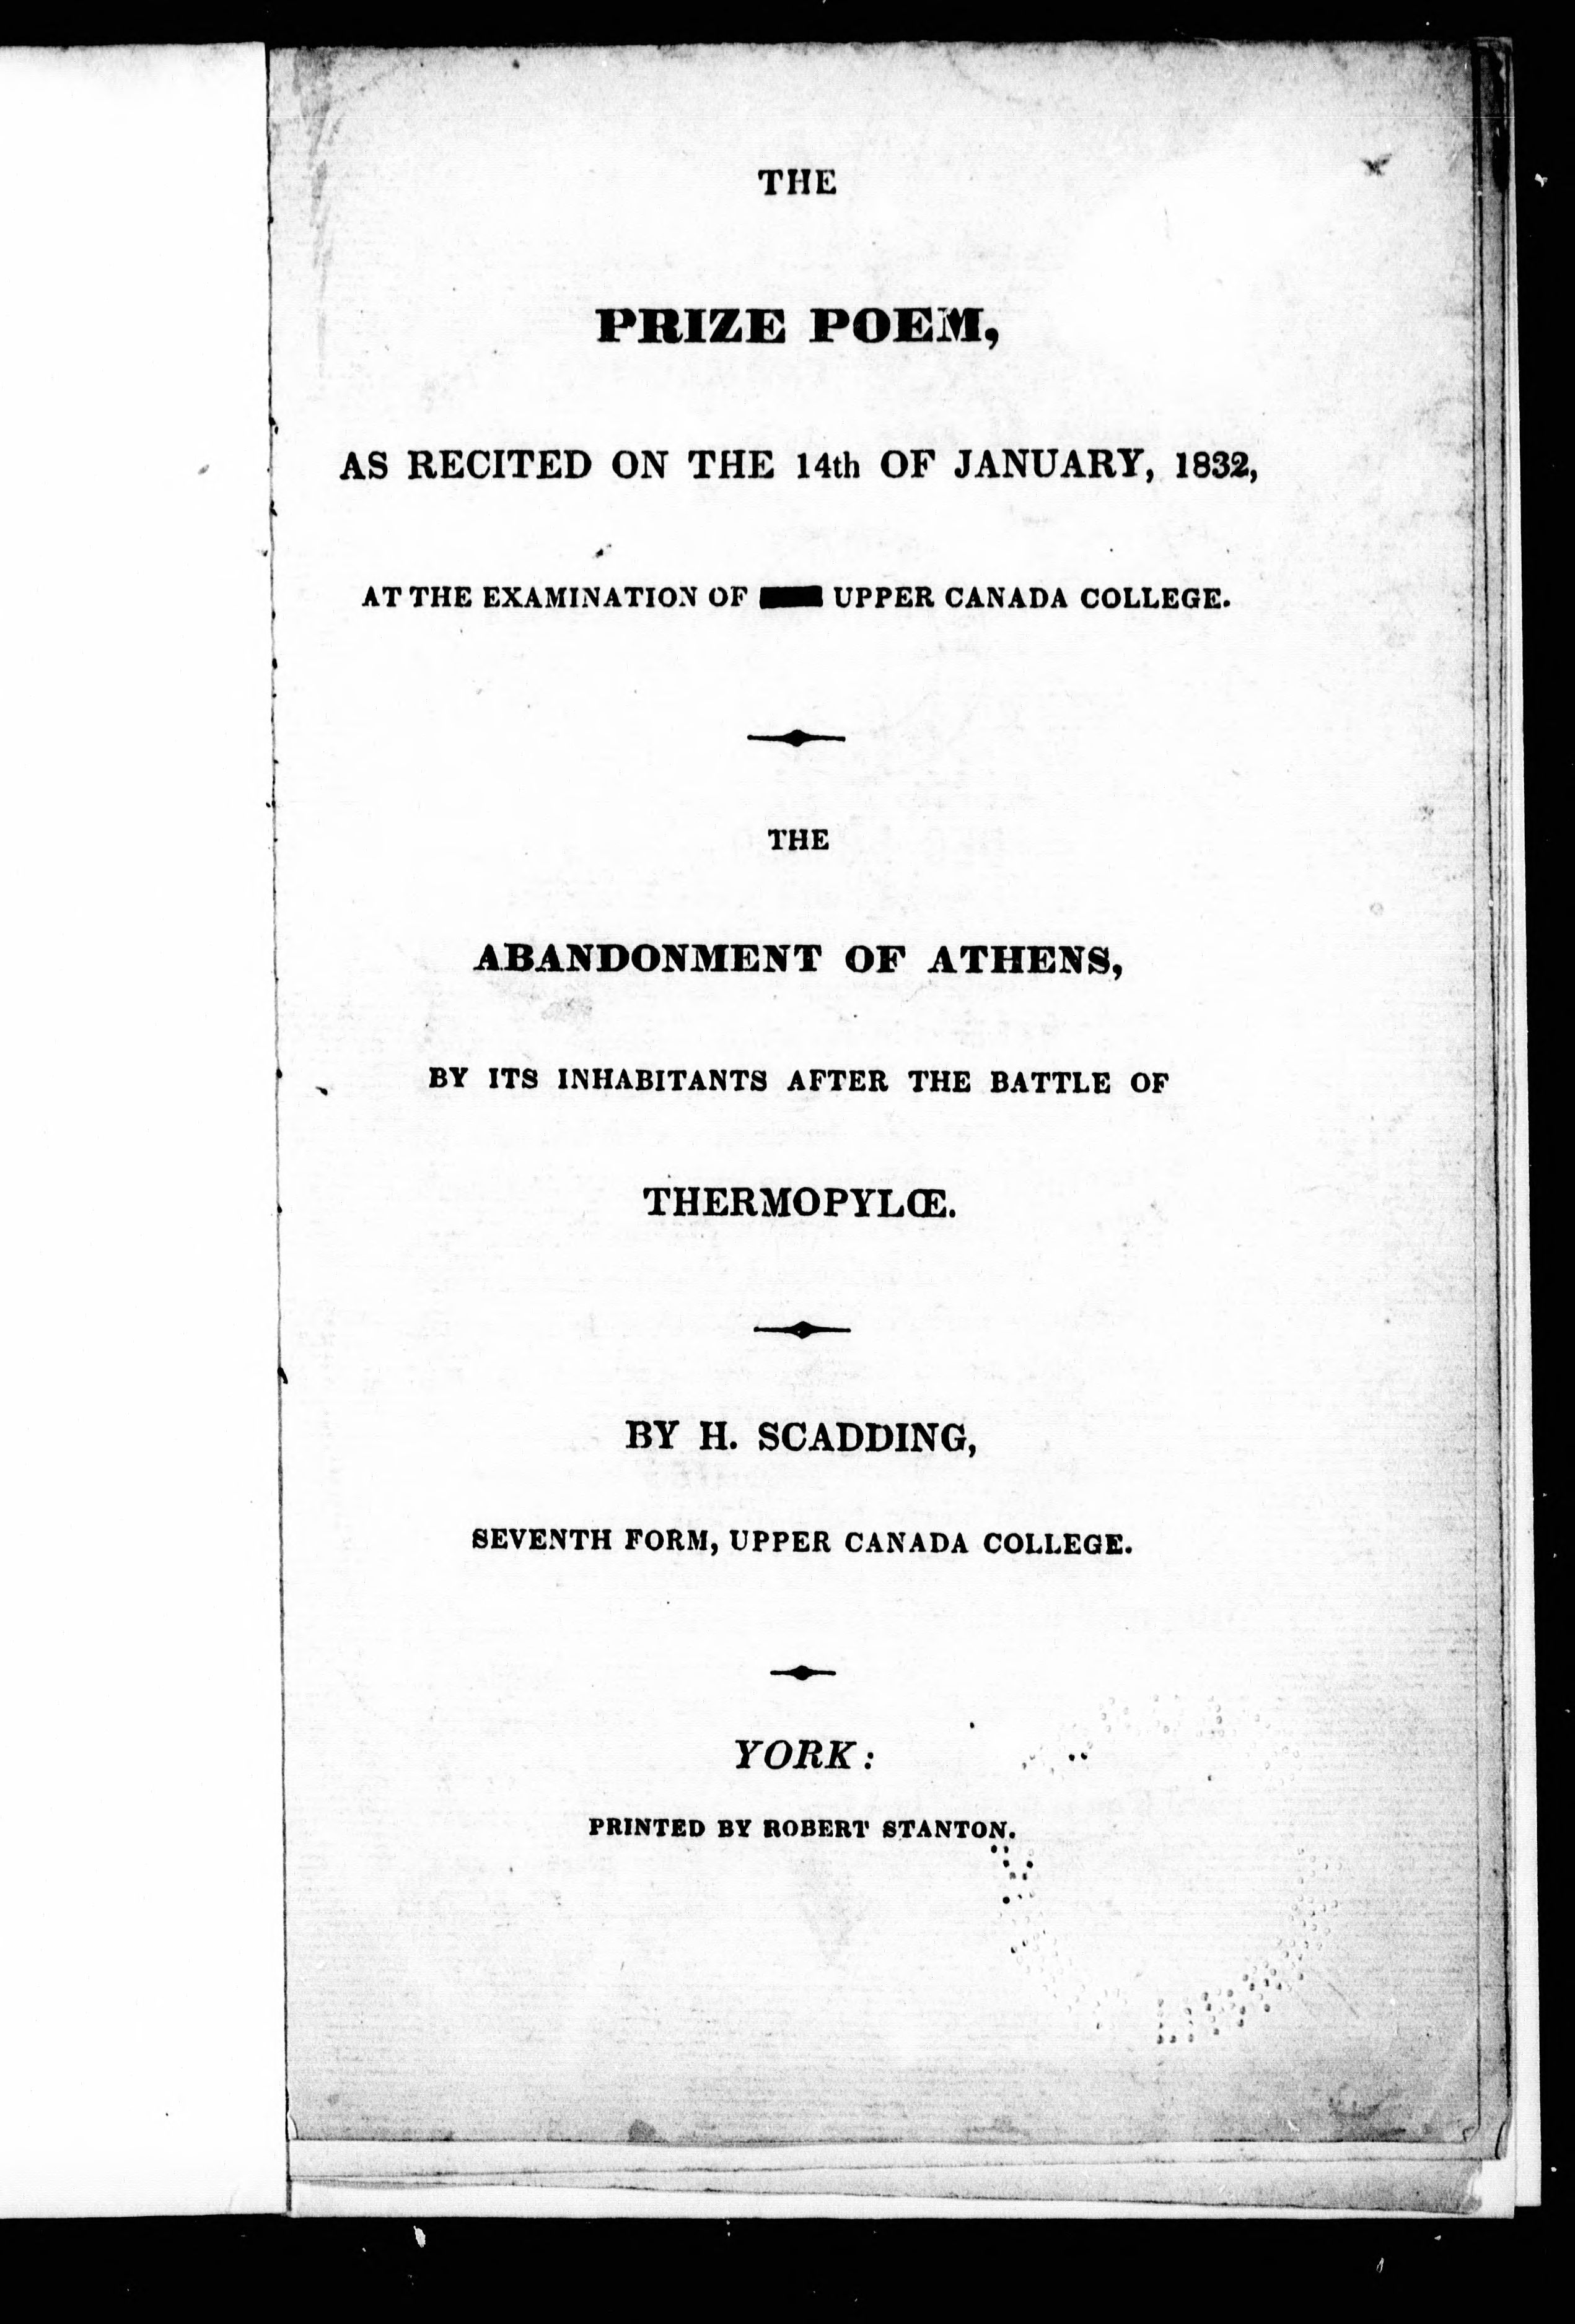 THE
PRIZE POEM,
AS RECITED ON THE 14th OF JANUARY, 1832,
AT THE EXAMINATION OF UPPER CANADA COLLEGE.
THE
ABANDONMENT OF ATHENS,
BY ITS INHABITANTS AFTER THE BATTLE OF
THERMOPYLŒ.
BY H. SCADDING,
SEVENTH FORM, UPPER CANADA COLLEGE.
YORK:
PRINTED BY ROBERT STANTON.